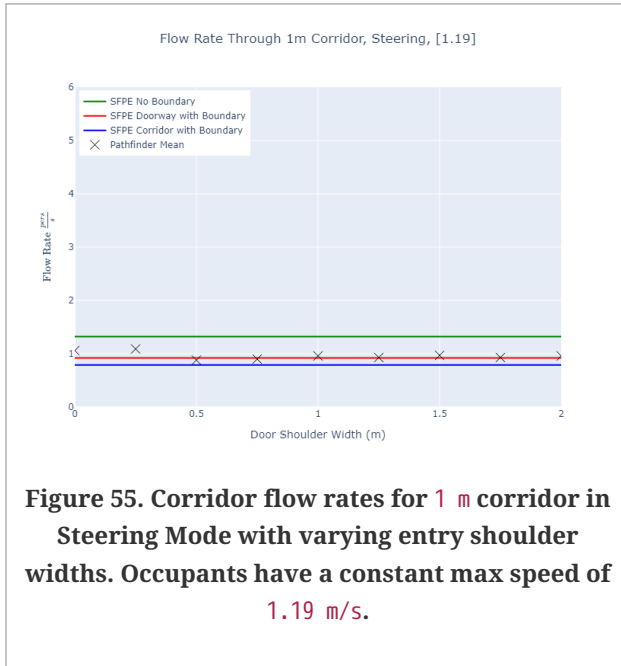 Flow Rate Through 1m Corridor, Steering, [1.19]
6
SFPE No Boundary
SFPE Doorway with Boundary
SFPE Corridor with Boundary
Pathfinder Mean
5
4
Flow Rate pers/s
3
2
1
0
0
0.5
1
1.5
2
Door Shoulder Width (m)
Figure 55. Corridor flow rates for 1 m corridor in
Steering Mode with varying entry shoulder
widths. Occupants have a constant max speed of
1.19 m/s.